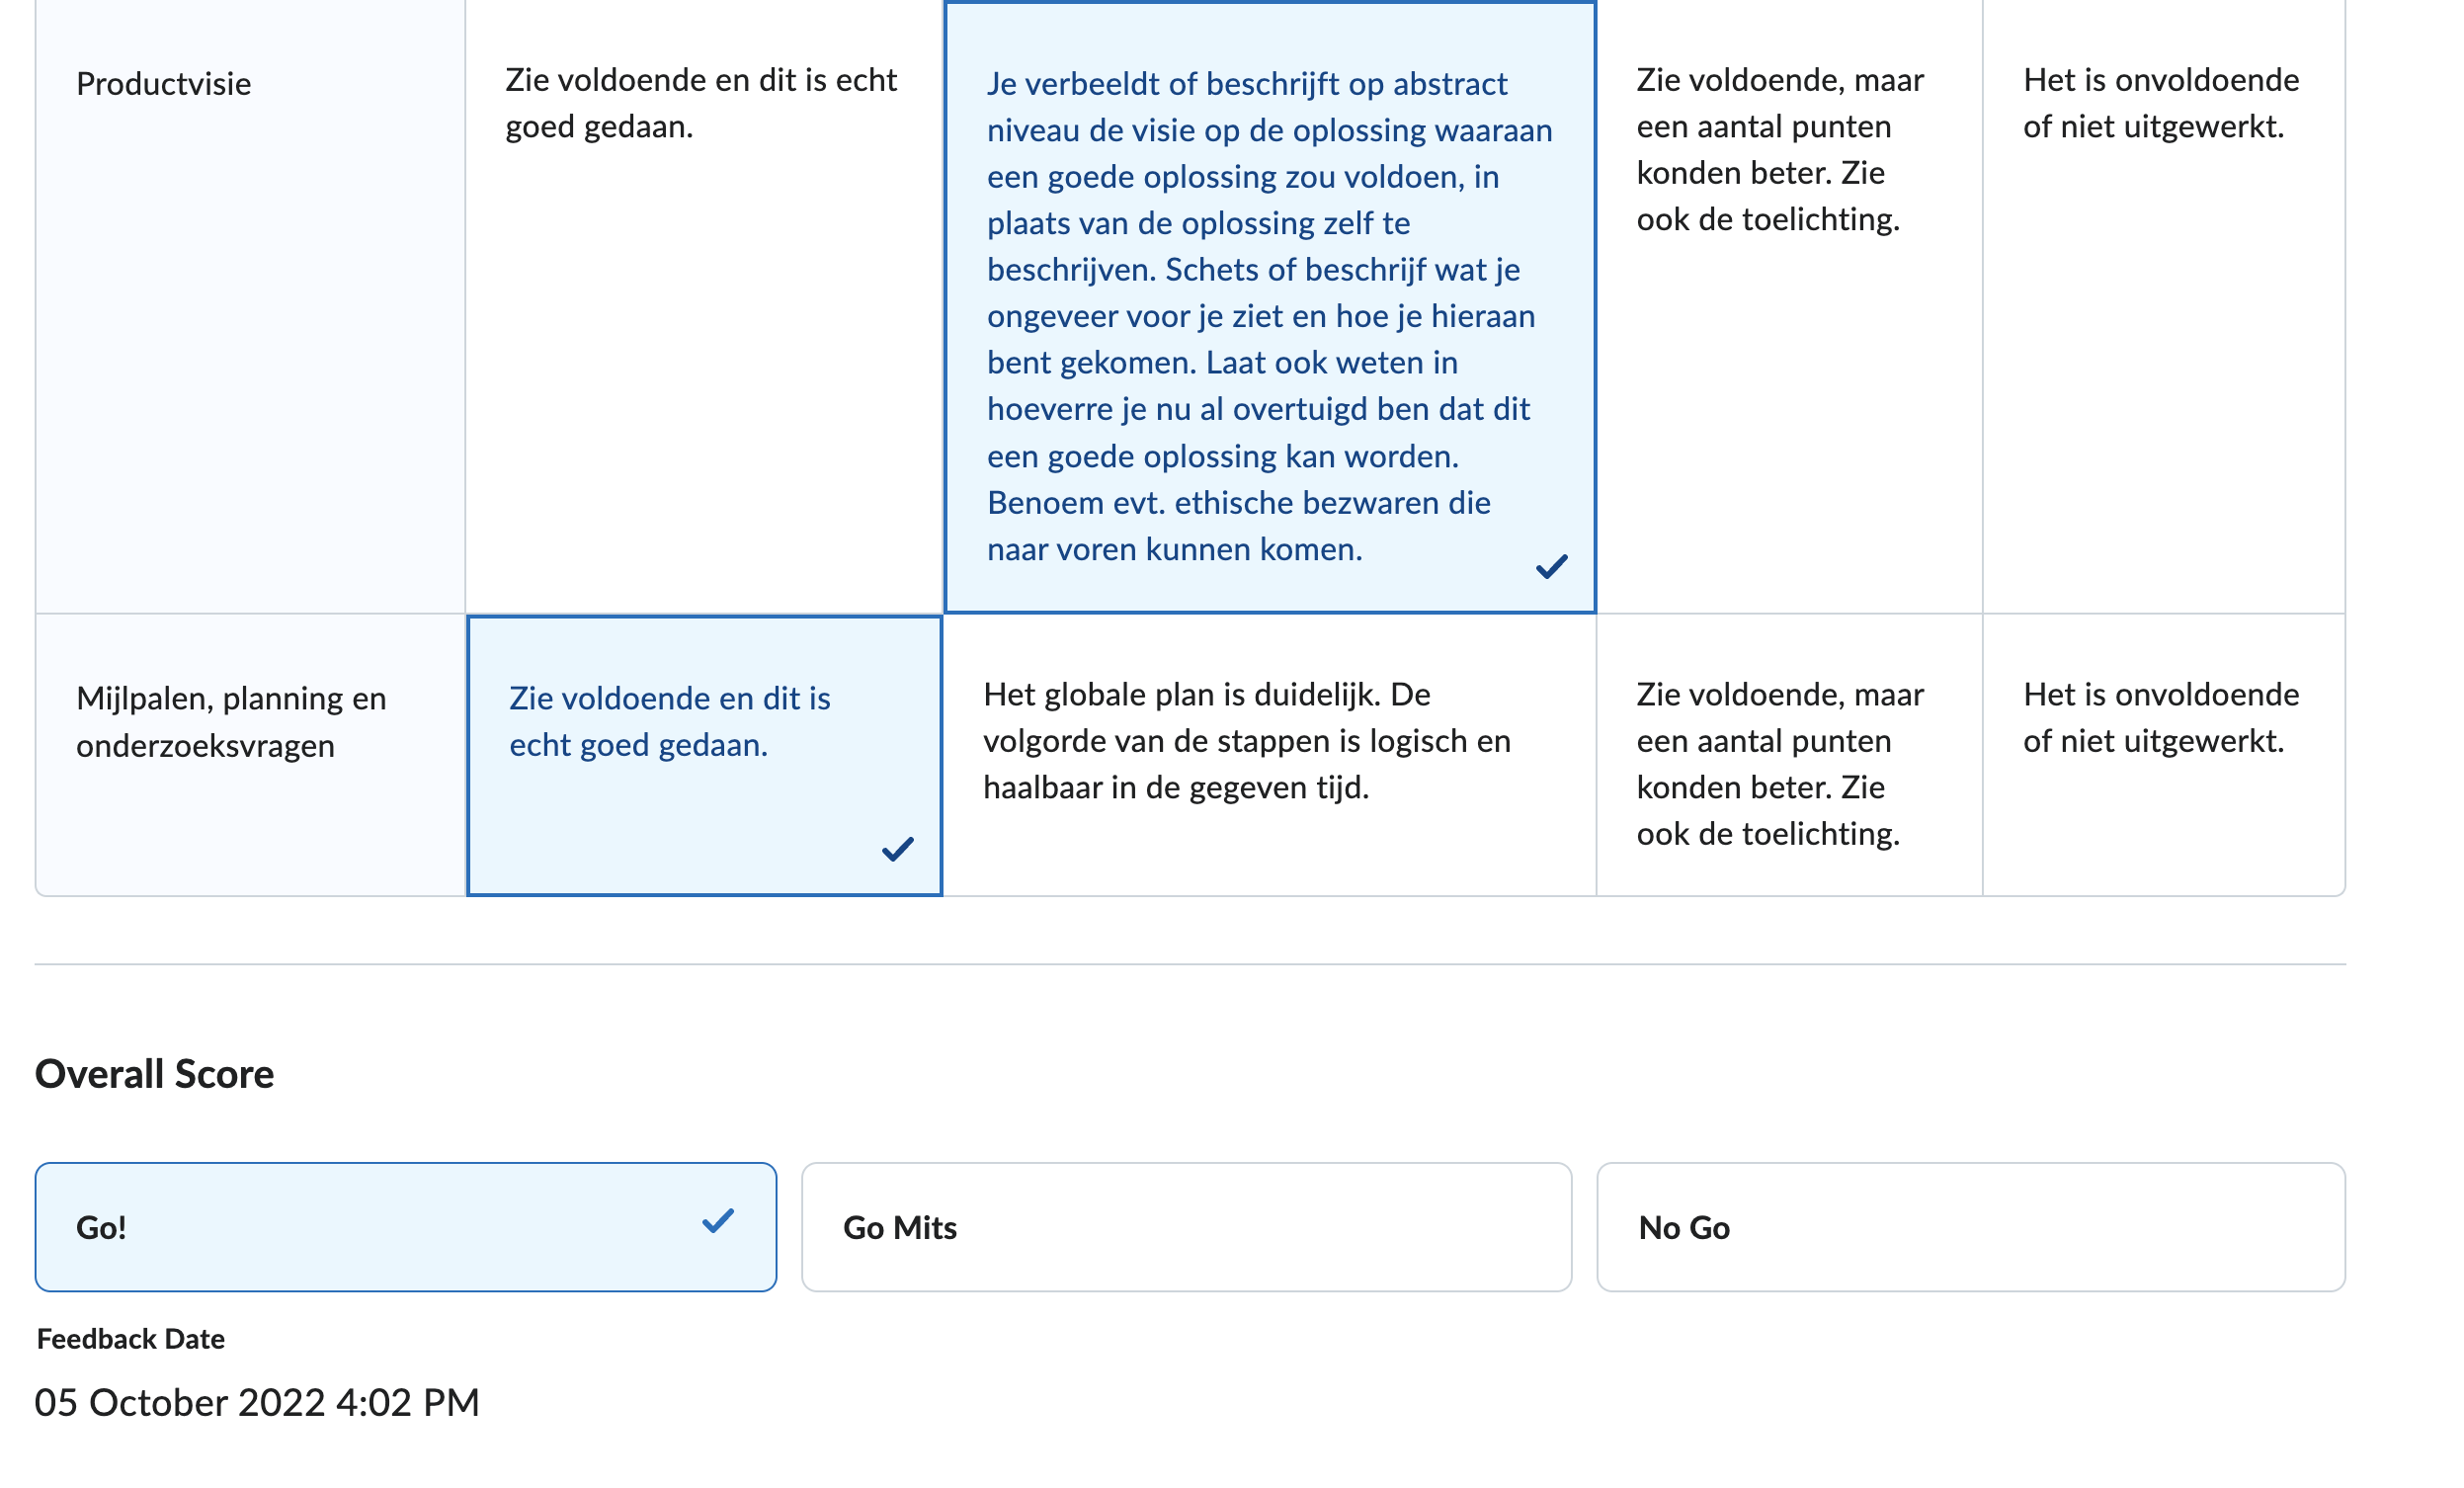 Productvisie
Zie voldoende en dit is echt
goed gedaan.
Je verbeeldt of beschrijft op abstract
niveau de visie op de oplossing waaraan
een goede oplossing zou voldoen, in
plaats van de oplossing zelf te
beschrijven. Schets of beschrijf wat je
ongeveer voor je ziet en hoe je hieraan
bent gekomen. Laat ook weten in
hoeverre je nu al overtuigd ben dat dit
een goede oplossing kan worden.
Benoem evt. ethische bezwaren die
naar voren kunnen komen.
Zie voldoende, maar
een aantal punten
konden beter. Zie
ook de toelichting.
Het is onvoldoende
of niet uitgewerkt.
Mijlpalen, planning en
onderzoeksvragen
Zie voldoende en dit is
echt goed gedaan.
Het globale plan is duidelijk. De
volgorde van de stappen is logisch en
haalbaar in de gegeven tijd.
Zie voldoende, maar
een aantal punten
konden beter. Zie
ook de toelichting.
Het is onvoldoende
of niet uitgewerkt.
Overall Score
Go!
Go Mits
No Go
Feedback Date
05 October 2022 4:02 PM